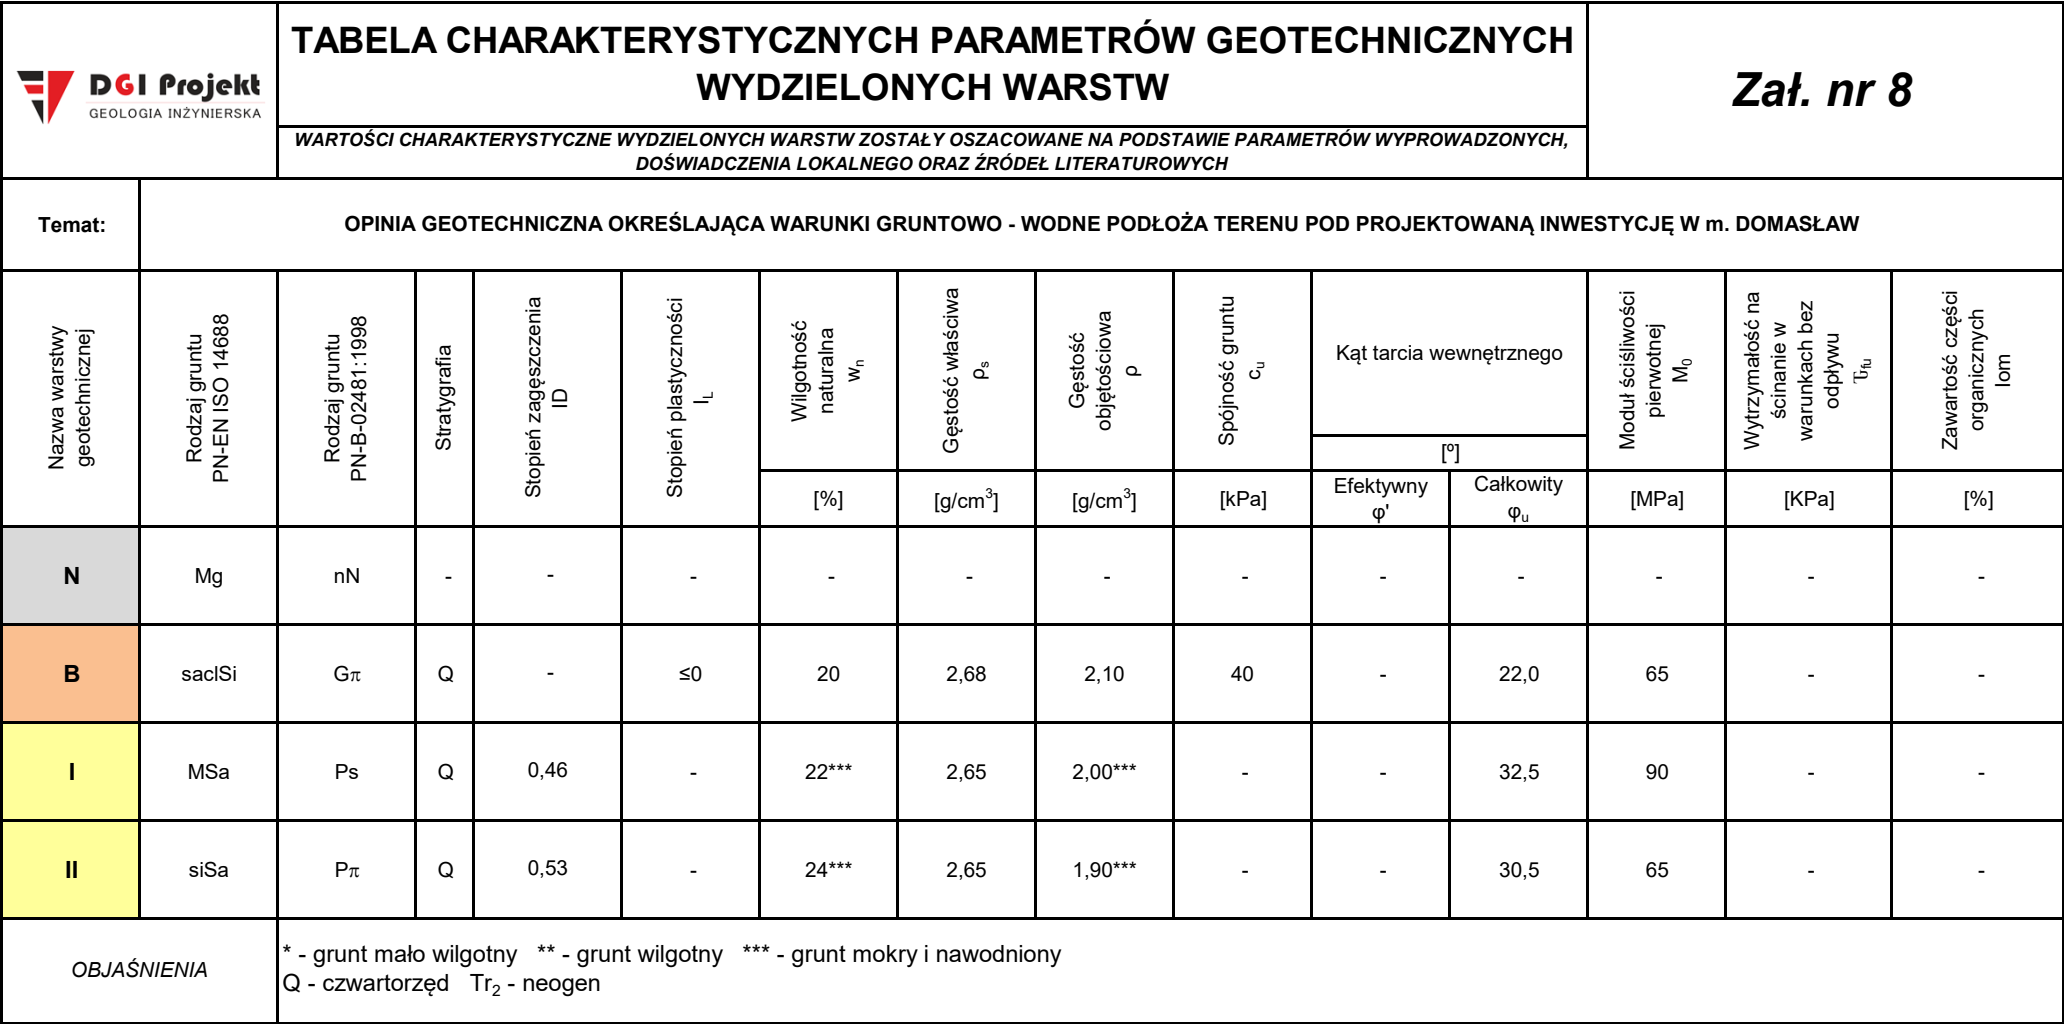 DGI Projekt
GEOLOGIA INŻYNIERSKA
TABELA CHARAKTERYSTYCZNYCH PARAMETRÓW GEOTECHNICZNYCH
WYDZIELONYCH WARSTW
WARTOŚCI CHARAKTERYSTYCZNE WYDZIELONYCH WARSTW ZOSTAŁY OSZACOWANE NA PODSTAWIE PARAMETRÓW WYPROWADZONYCH,
DOŚWIADCZENIA LOKALNEGO ORAZ ŹRÓDEŁ LITERATUROWYCH
Zał. nr 8
Temat:
OPINIA GEOTECHNICZNA OKREŚLAJĄCA WARUNKI GRUNTOWO - WODNE PODŁOŻA TERENU POD PROJEKTOWANĄ INWESTYCJĘ W m. DOMASŁAW
Nazwa warstwy
geotechnicznej
Rodzaj gruntu
PN-EN ISO 14688
Rodzaj gruntu
PN-B-02481:1998
Stratygrafia
Stopień zagęszczenia
ID
Stopień plastyczności
I_L
Wilgotność
naturalna
w_n
[%]
Gęstość właściwa
ρ_s
[g/cm³]
Gęstość
objętościowa
ρ
[g/cm³]
Spójność gruntu
c_u
[kPa]
Kąt tarcia wewnętrznego
[º]
Efektywny
φ'
Całkowity
φ_u
Moduł ściśliwości
pierwotnej
M₀
[MPa]
Wytrzymałość na
ścinanie w
warunkach bez
odpływu
τ_fu
[KPa]
Zawartość części
organicznych
Iom
[%]
N Mg nN - - - - - - - - - - - -
B saclSi Gπ Q - ≤0 20 2,68 2,10 40 - 22,0 65 - -
I MSa Ps Q 0,46 - 22*** 2,65 2,00*** - - 32,5 90 - -
II siSa Pπ Q 0,53 - 24*** 2,65 1,90*** - - 30,5 65 - -
OBJAŚNIENIA
* - grunt mało wilgotny ** - grunt wilgotny *** - grunt mokry i nawodniony
Q - czwartorzęd Tr₂ - neogen